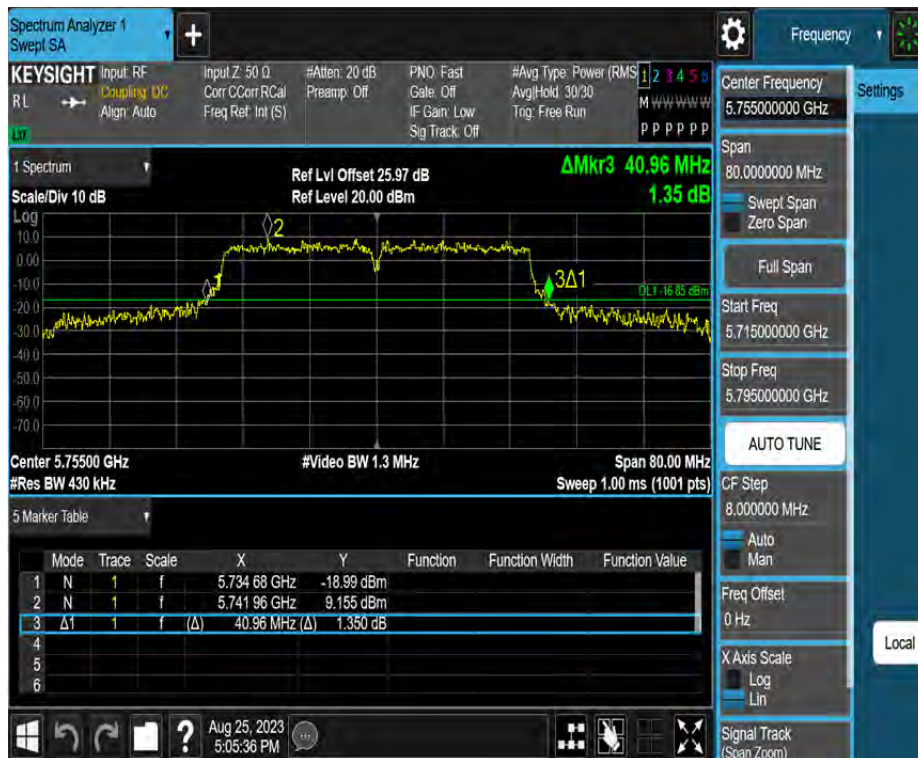 Spectrum Analyzer 1
Swept SA
+
Frequency
KEYSIGHT Input: RF Input Z: 50 Ω #Atten: 20 dB PNO: Fast #Avg Type: Power (RMS 1 2 3 4 5 6
RL Coupling: DC Corr CCorr RCal Preamp: Off Gate: Off Avg|Hold: 30/30 M W W W W W
Align: Auto Freq Ref: Int (S) IF Gain: Low Trig: Free Run
Sig Track: Off P P P P P P
LXI
1 Spectrum
Ref Lvl Offset 25.97 dB ΔMkr3 40.96 MHz
Scale/Div 10 dB Ref Level 20.00 dBm 1.35 dB
Log
10.0
0.00
-10.0
-20.0
-30.0
-40.0
-50.0
-60.0
-70.0
2
1
3Δ1
DL1 -16.85 dBm
Center 5.75500 GHz #Video BW 1.3 MHz Span 80.00 MHz
#Res BW 430 kHz Sweep 1.00 ms (1001 pts)
5 Marker Table
Mode Trace Scale X Y Function Function Width Function Value
1 N 1 f 5.734 68 GHz -18.99 dBm
2 N 1 f 5.741 96 GHz 9.155 dBm
3 Δ1 1 f (Δ) 40.96 MHz (Δ) 1.350 dB
4
5
6
Aug 25, 2023
5:05:36 PM
?
Center Frequency
5.755000000 GHz
Settings
Span
80.0000000 MHz
Swept Span
Zero Span
Full Span
Start Freq
5.715000000 GHz
Stop Freq
5.795000000 GHz
AUTO TUNE
CF Step
8.000000 MHz
Auto
Man
Freq Offset
0 Hz
Local
X Axis Scale
Log
Lin
Signal Track
(Span Zoom)